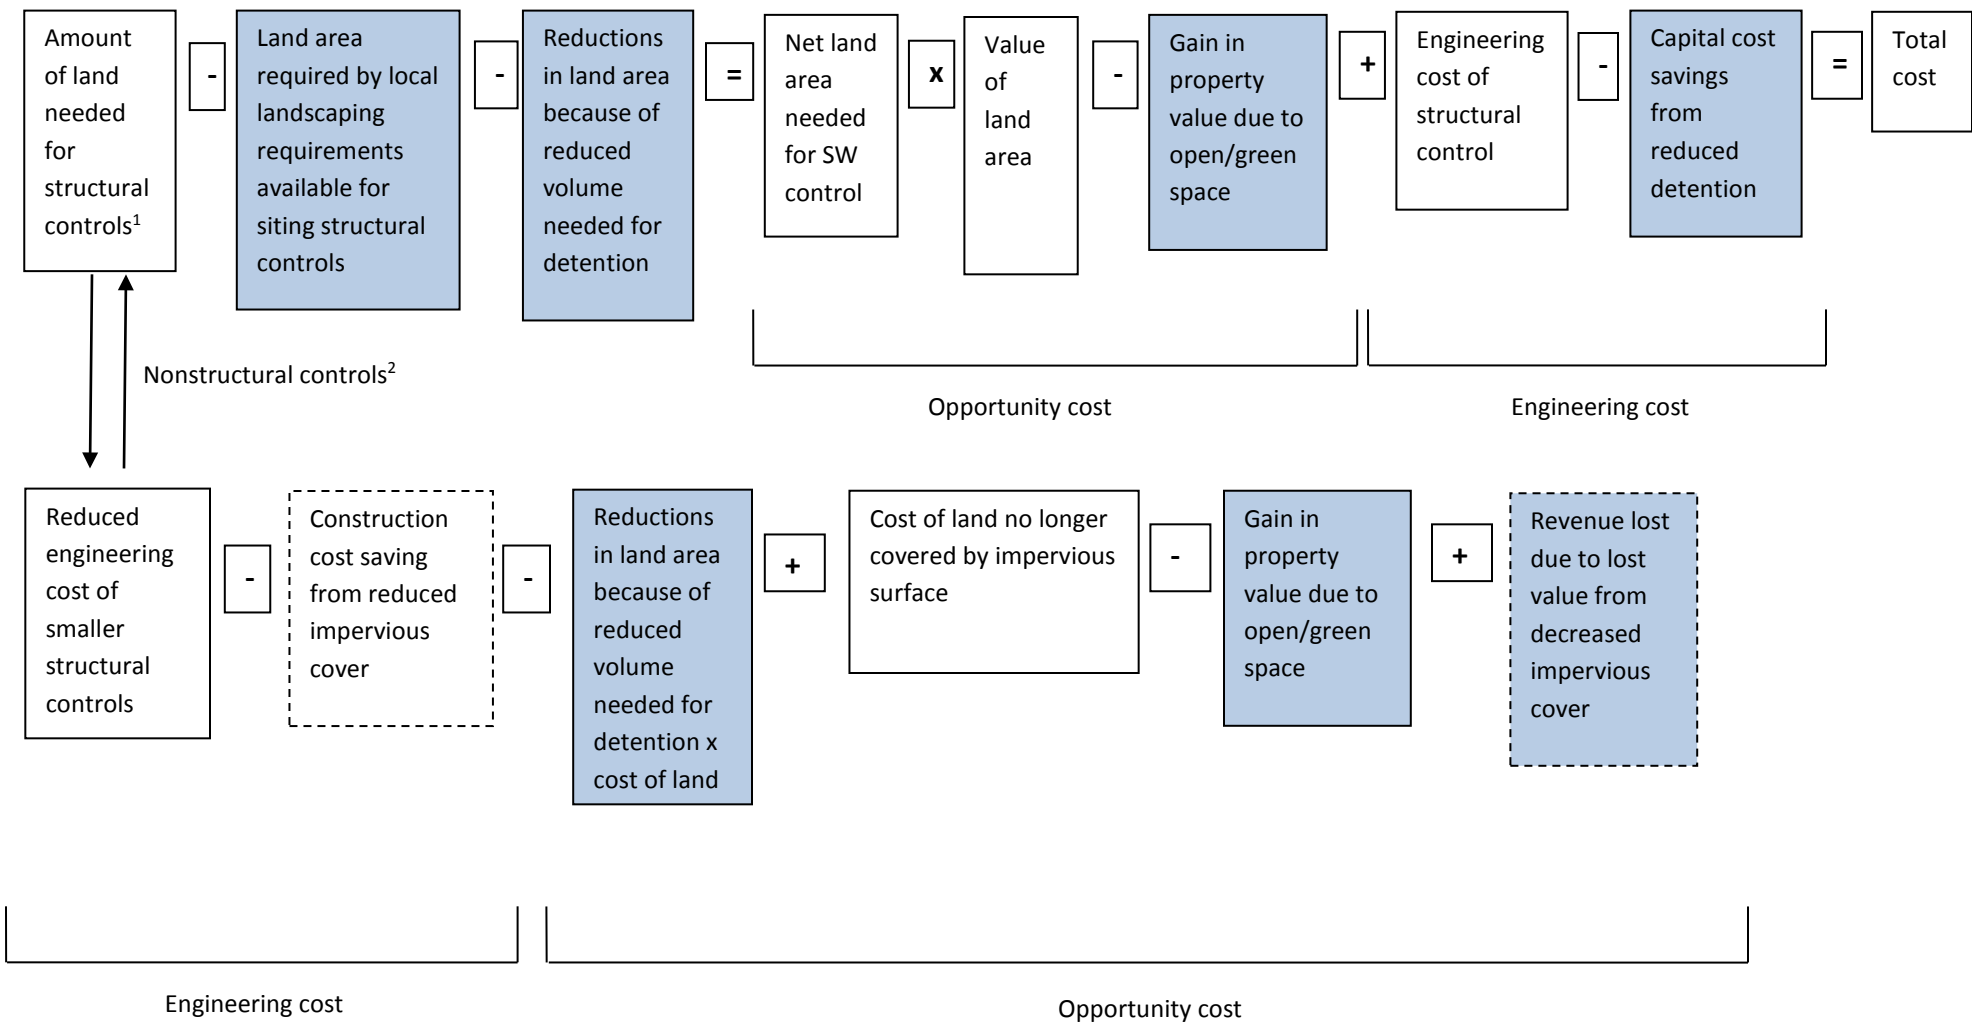 Amount
of land
needed
for
structural
controls¹
-
Land area
required by local
landscaping
requirements
available for
siting structural
controls
-
Reductions
in land area
because of
reduced
volume
needed for
detention
=
Net land
area
needed
for SW
control
x
Value
of
land
area
-
Gain in
property
value due to
open/green
space
+
Engineering
cost of
structural
control
-
Capital cost
savings
from
reduced
detention
=
Total
cost
Nonstructural controls²
Opportunity cost
Engineering cost
Reduced
engineering
cost of
smaller
structural
controls
-
Construction
cost saving
from reduced
impervious
cover
-
Reductions
in land area
because of
reduced
volume
needed for
detention x
cost of land
+
Cost of land no longer
covered by impervious
surface
-
Gain in
property
value due to
open/green
space
+
Revenue lost
due to lost
value from
decreased
impervious
cover
Engineering cost
Opportunity cost